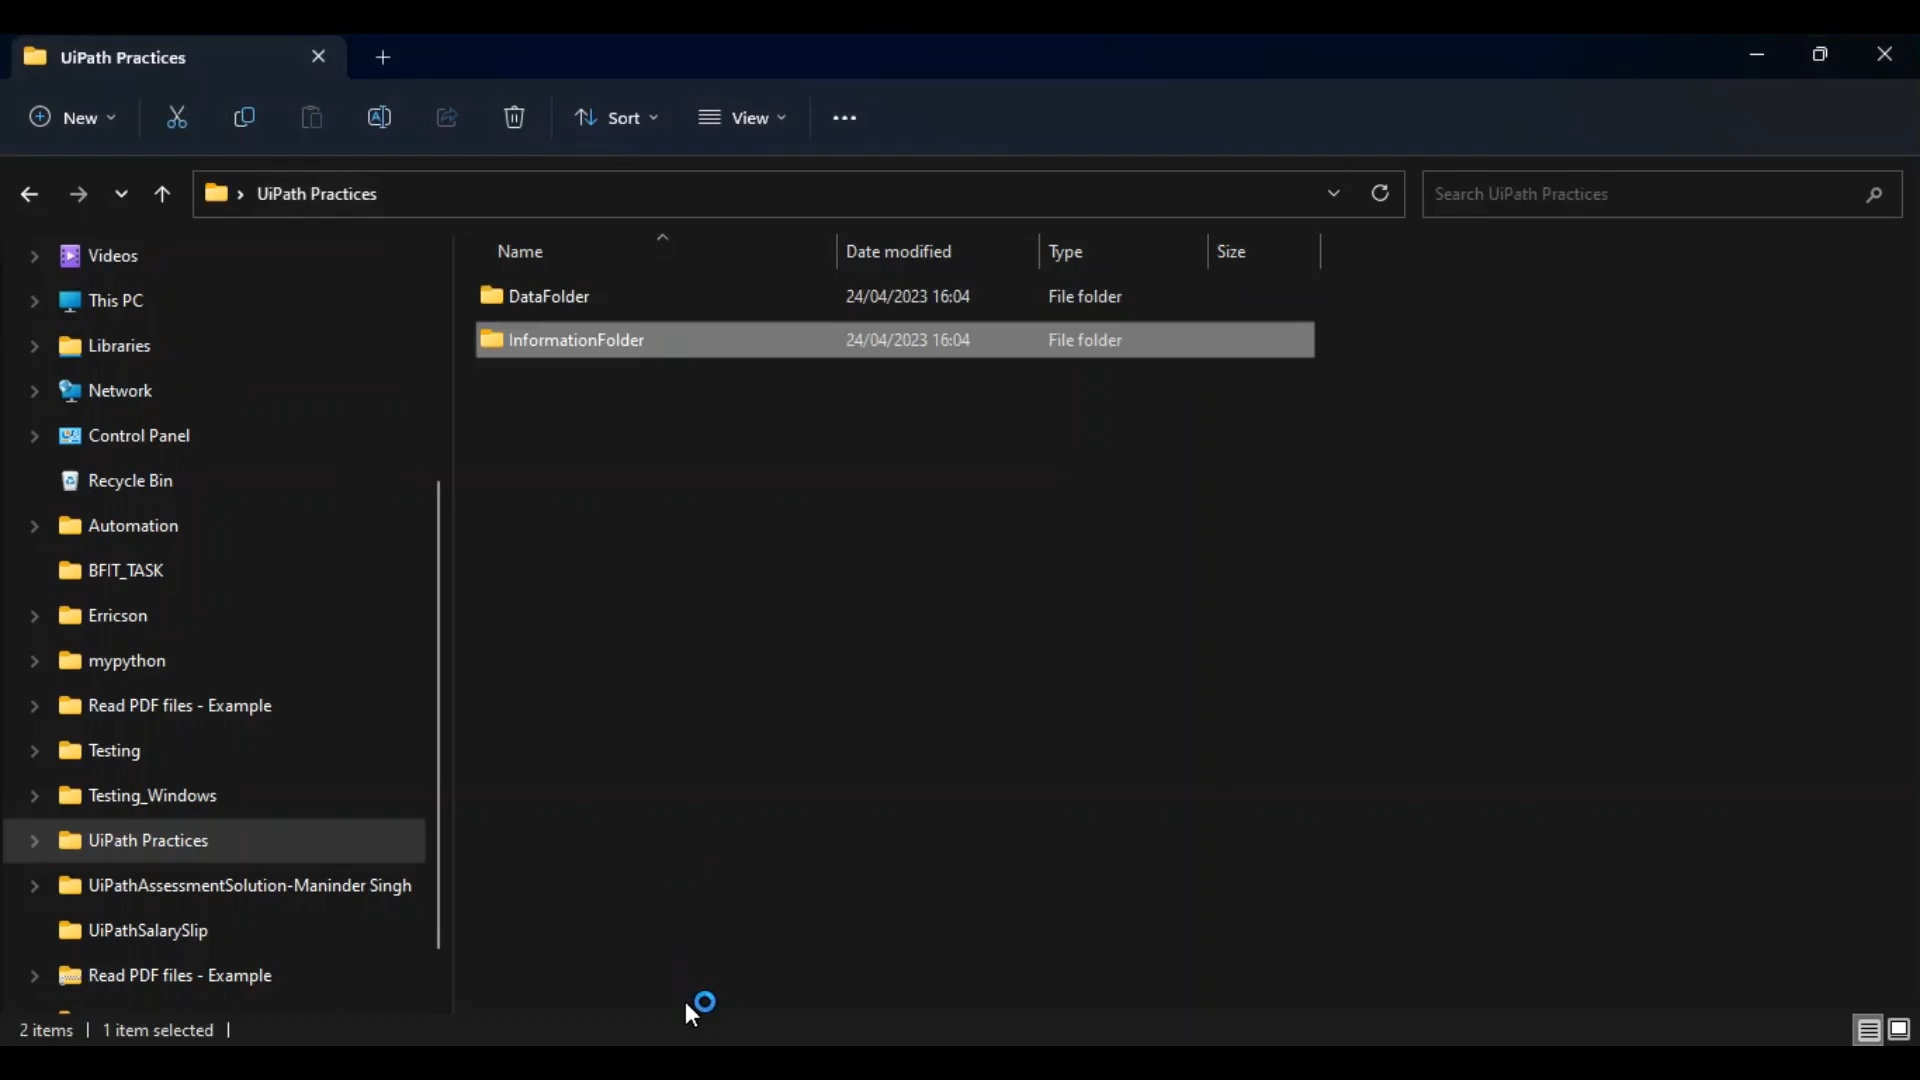 UiPath Practices
New
Sort
View
UiPath Practices
Search UiPath Practices
Name Date modified Type Size
DataFolder 24/04/2023 16:04 File folder
InformationFolder 24/04/2023 16:04 File folder
Videos
This PC
Libraries
Network
Control Panel
Recycle Bin
Automation
BFIT_TASK
Erricson
mypython
Read PDF files - Example
Testing
Testing_Windows
UiPath Practices
UiPathAssessmentSolution-Maninder Singh
UiPathSalarySlip
Read PDF files - Example
2 items | 1 item selected |